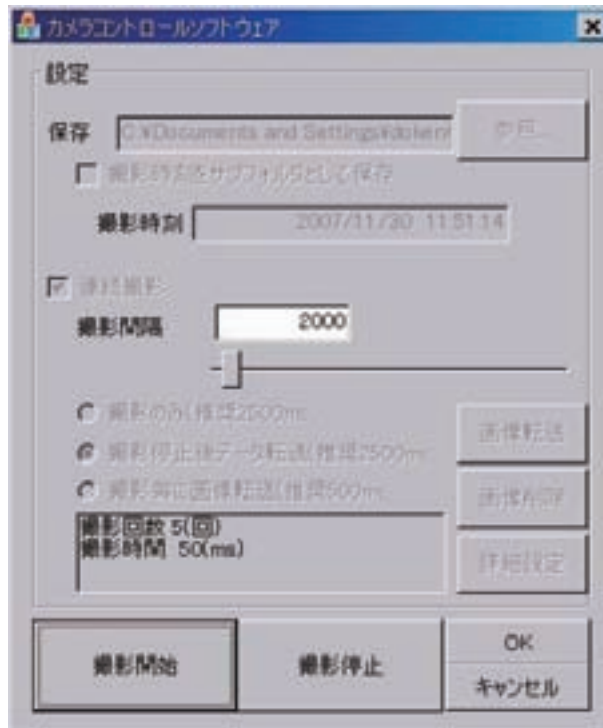 カメラコントロールソフトウェア
設定
保存 C:¥Documents and Settings¥doken 参照...
撮影時刻をサブフォルダとして保存
撮影時刻 2007/11/30 11:51:14
連続撮影
撮影間隔 2000
撮影のみ(推奨2500ms
撮影停止後データ転送(推奨2500ms
撮影毎に画像転送(推奨500ms
画像転送
画像削除
詳細設定
撮影回数 5(回)
撮影時間 50(ms)
撮影開始
撮影停止
OK
キャンセル